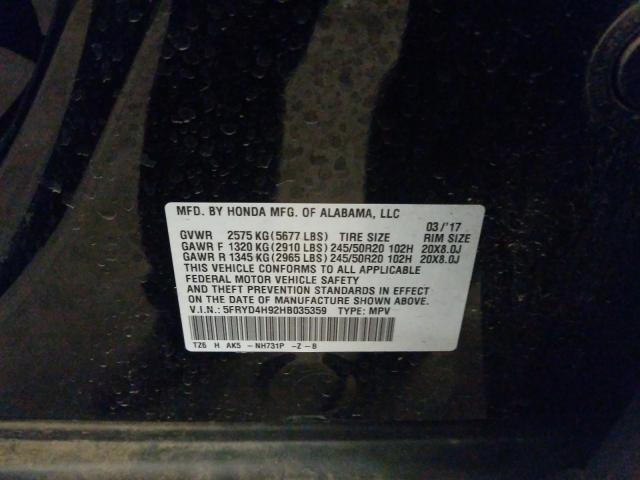 MFD. BY HONDA MFG. OF ALABAMA, LLC
03/'17
GVWR 2575 KG (5677 LBS) TIRE SIZE RIM SIZE
GAWR F 1320 KG (2910 LBS) 245/50R20 102H 20X8.0J
GAWR R 1345 KG (2965 LBS) 245/50R20 102H 20X8.0J
THIS VEHICLE CONFORMS TO ALL APPLICABLE
FEDERAL MOTOR VEHICLE SAFETY
AND THEFT PREVENTION STANDARDS IN EFFECT
ON THE DATE OF MANUFACTURE SHOWN ABOVE.
V.I.N.: 5FRYD4H92HB035359 TYPE: MPV
TZ6 H AK5 -NH731P -Z -B